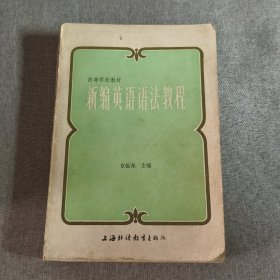 高等学校教材
新编英语语法教程
章振邦 主编
上海外语教育出版社